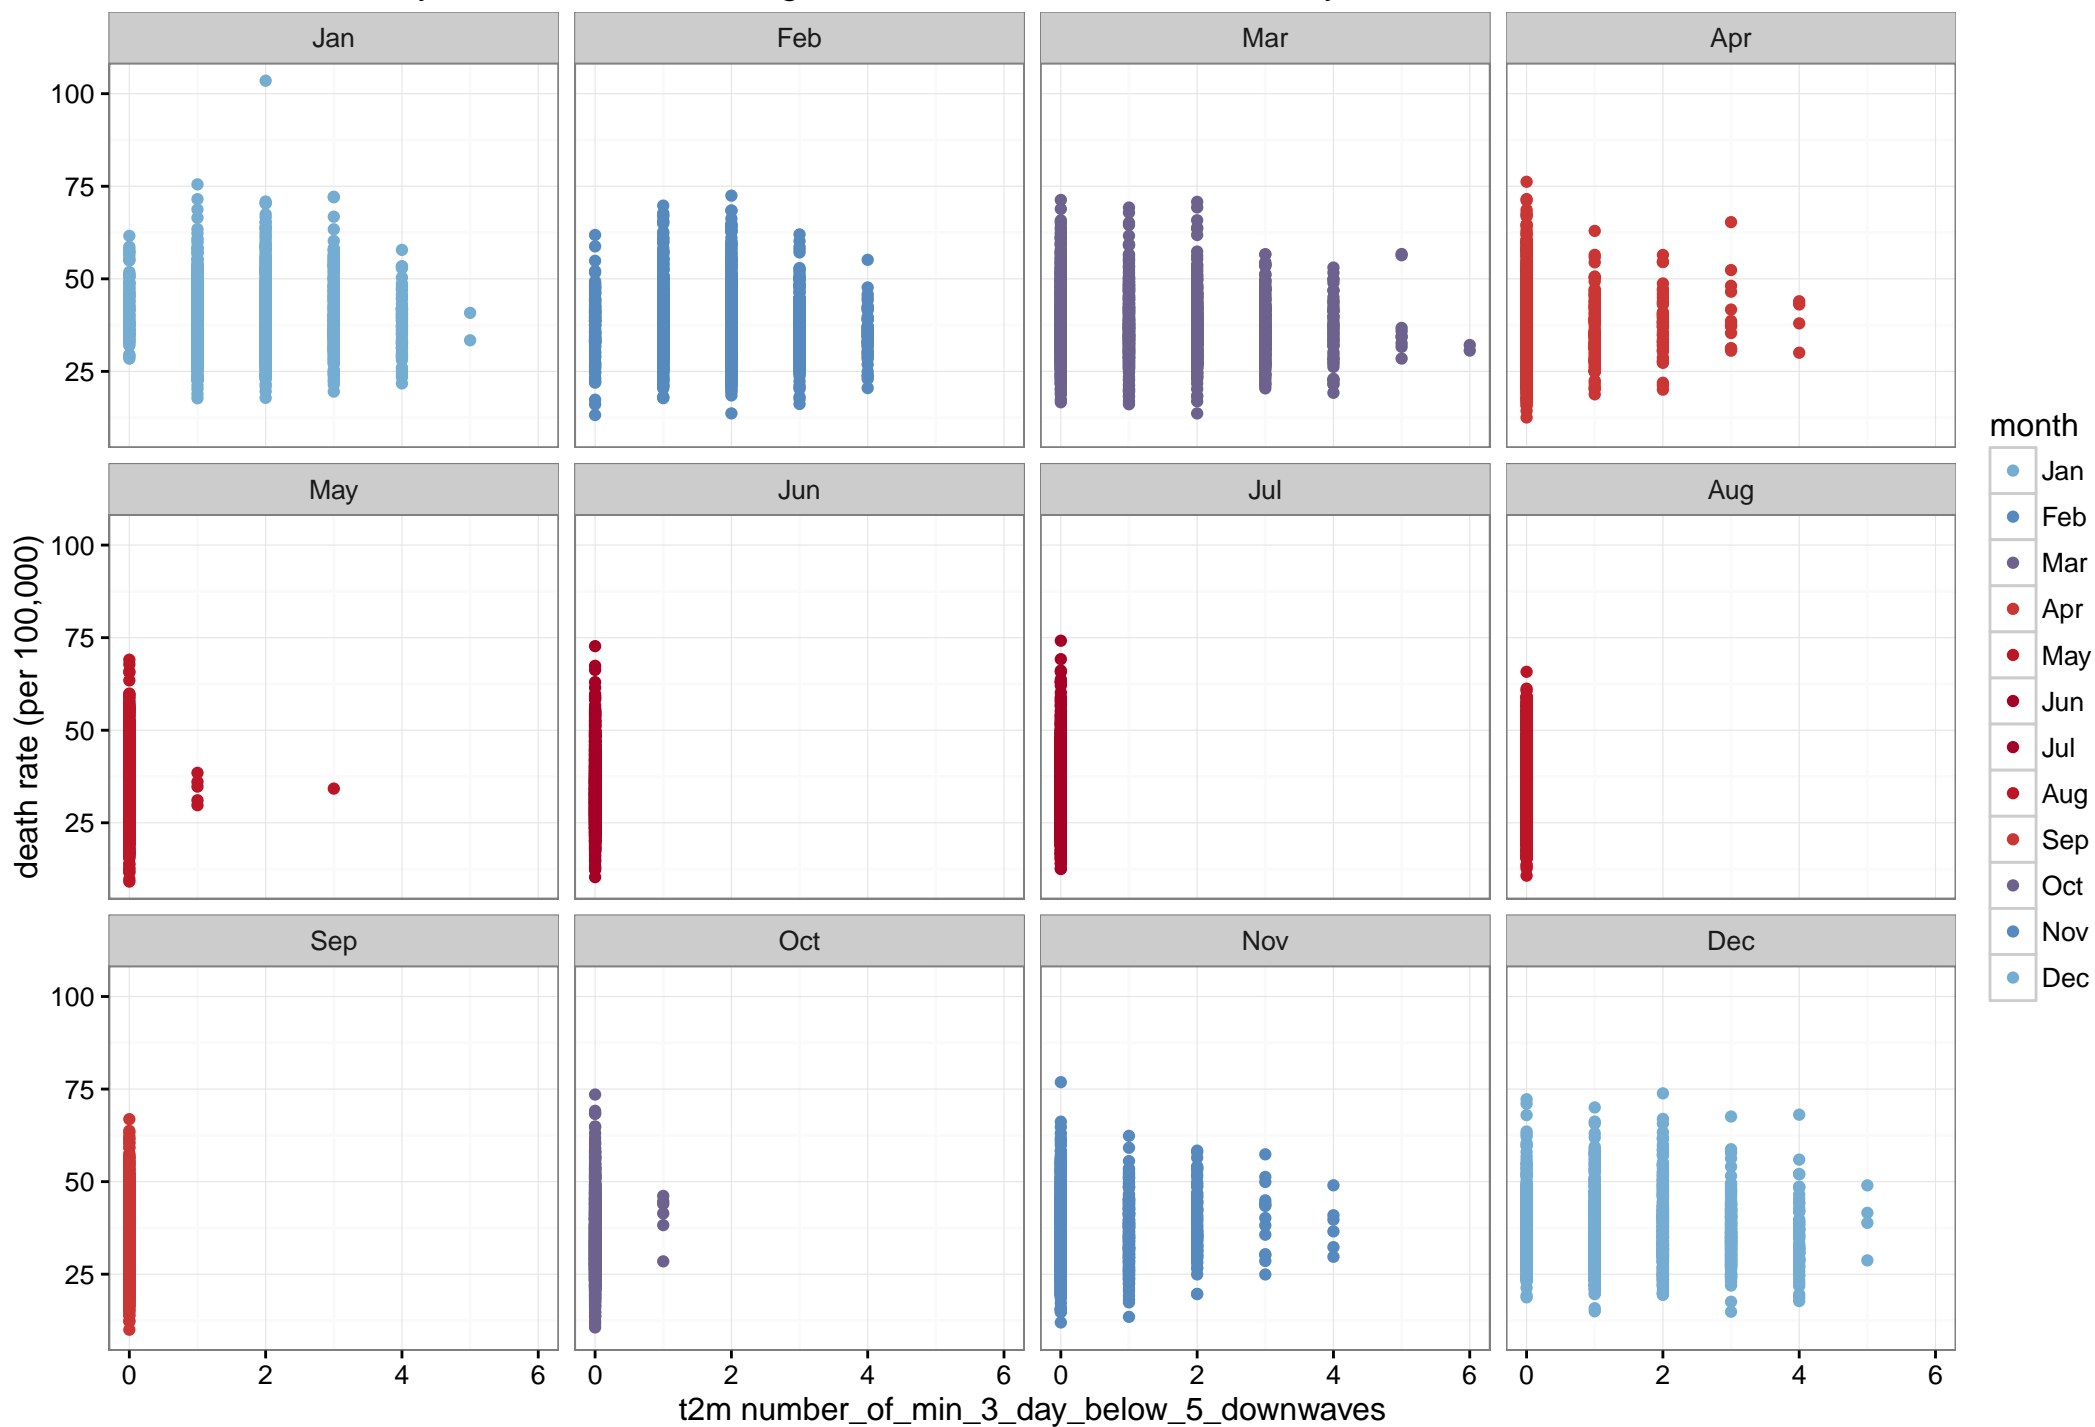 Jan Feb Mar Apr
100
75
50
25
May Jun Jul Aug
100
75
50
25
death rate (per 100,000)
Sep Oct Nov Dec
100
75
50
25
0 2 4 6 0 2 4 6 0 2 4 6 0 2 4 6
t2m number_of_min_3_day_below_5_downwaves
month
Jan
Feb
Mar
Apr
May
Jun
Jul
Aug
Sep
Oct
Nov
Dec